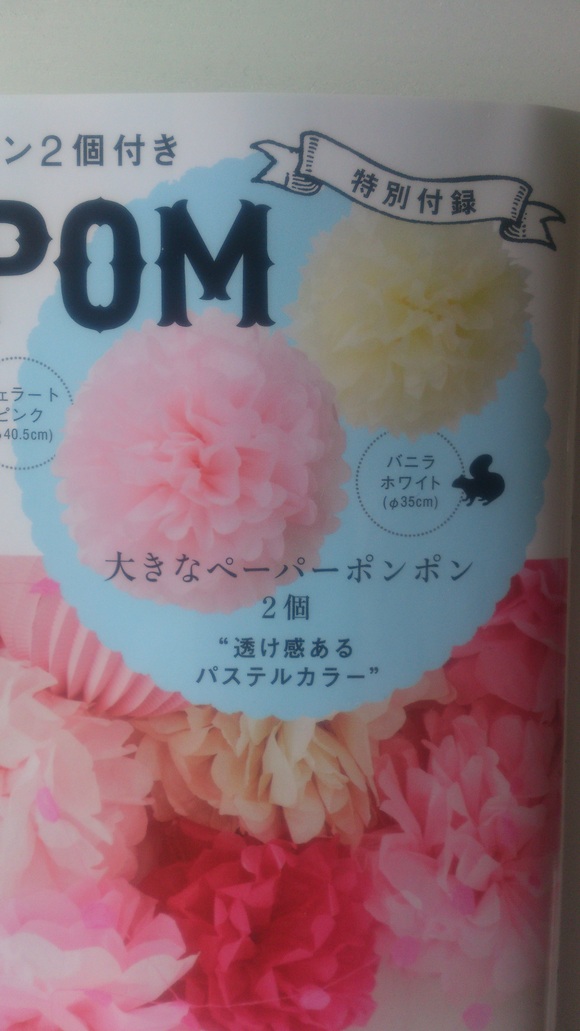 ン2個付き
特別付録
POM
ェラート
ピンク
φ40.5cm)
バニラ
ホワイト
(φ35cm)
大きなペーパーポンポン
2個
“透け感ある
パステルカラー”